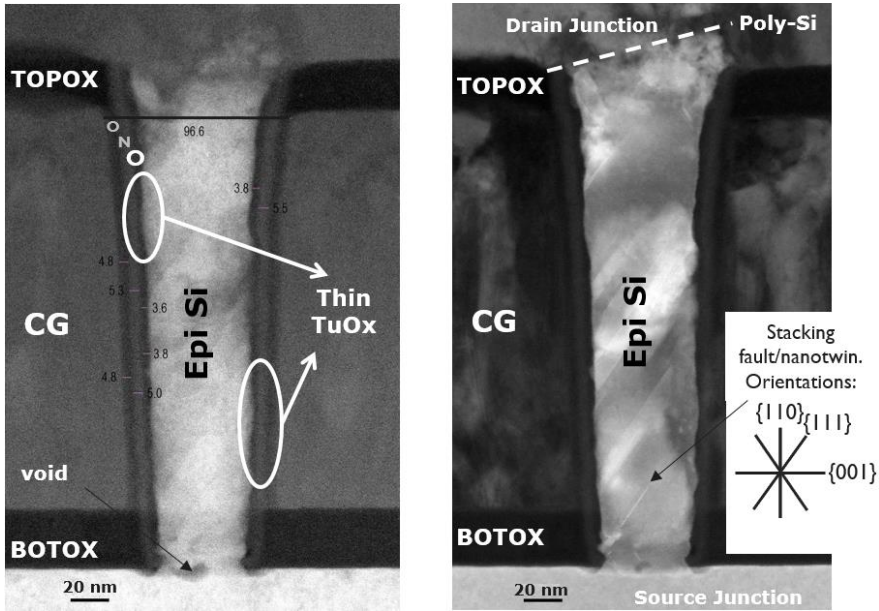 TOPOX
O
N
O
96.6
3.8
5.5
4.8
5.3
3.6
3.8
4.8
5.0
Thin
TuOx
CG
Epi Si
void
BOTOX
20 nm
Drain Junction
Poly-Si
TOPOX
CG
Epi Si
Stacking
fault/nanotwin.
Orientations:
{110}
{111}
{001}
BOTOX
20 nm
Source Junction